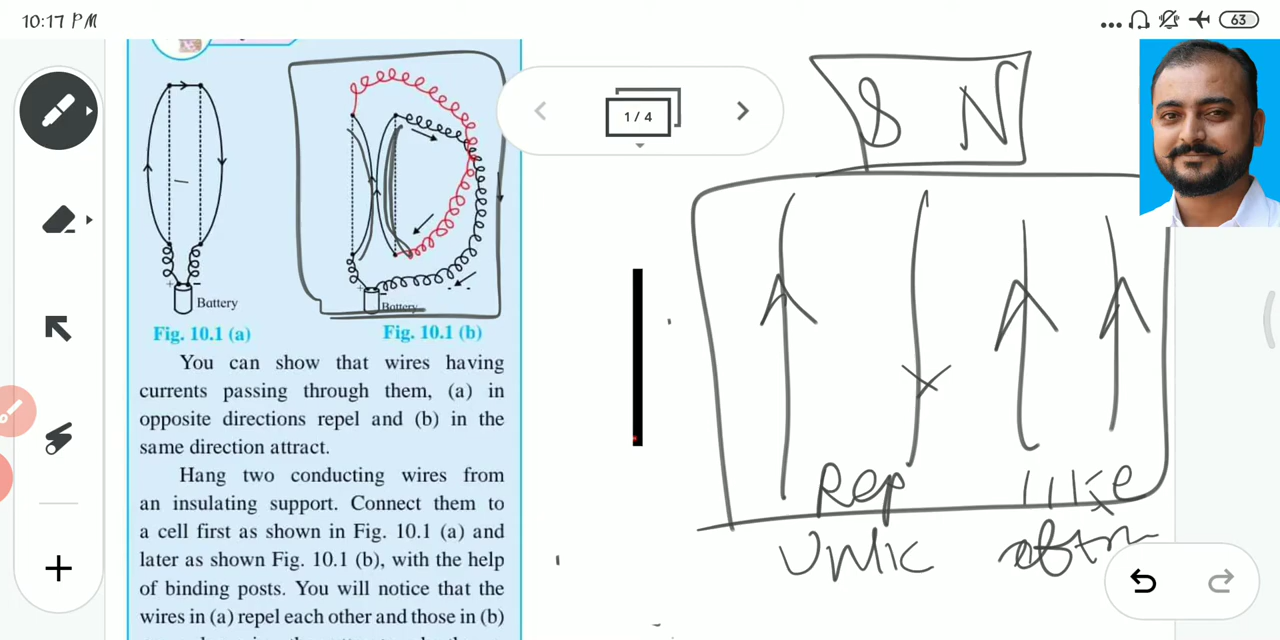 10:17 PM
63
1 / 4
S N
+ -
Battery
+ -
Battery
Fig. 10.1 (a)
Fig. 10.1 (b)
You can show that wires having
currents passing through them, (a) in
opposite directions repel and (b) in the
same direction attract.
Hang two conducting wires from
an insulating support. Connect them to
a cell first as shown in Fig. 10.1 (a) and
later as shown Fig. 10.1 (b), with the help
of binding posts. You will notice that the
wires in (a) repel each other and those in (b)
Rep
like